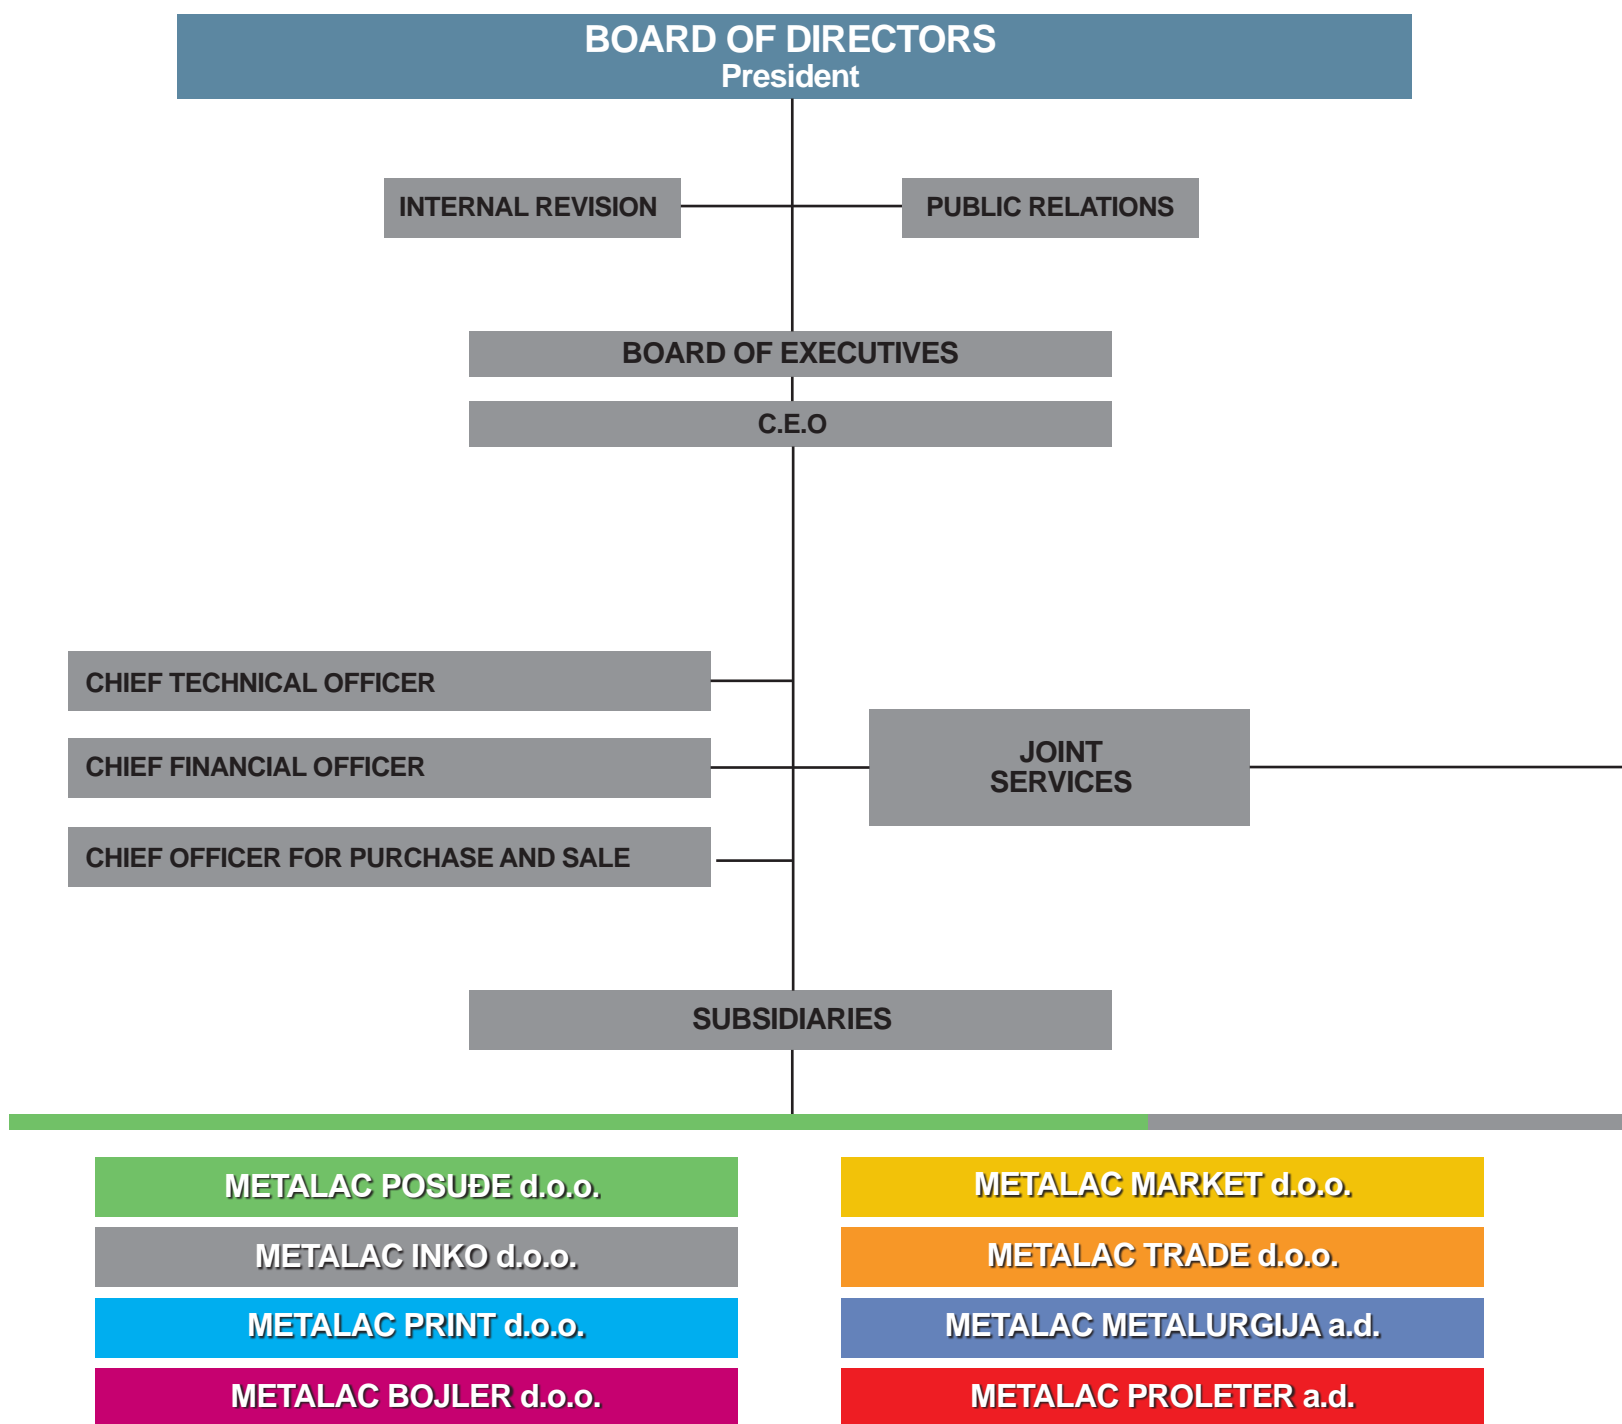 BOARD OF DIRECTORS
President
INTERNAL REVISION
PUBLIC RELATIONS
BOARD OF EXECUTIVES
C.E.O
CHIEF TECHNICAL OFFICER
CHIEF FINANCIAL OFFICER
CHIEF OFFICER FOR PURCHASE AND SALE
JOINT
SERVICES
SUBSIDIARIES
METALAC POSUĐE d.o.o.
METALAC INKO d.o.o.
METALAC PRINT d.o.o.
METALAC BOJLER d.o.o.
METALAC MARKET d.o.o.
METALAC TRADE d.o.o.
METALAC METALURGIJA a.d.
METALAC PROLETER a.d.